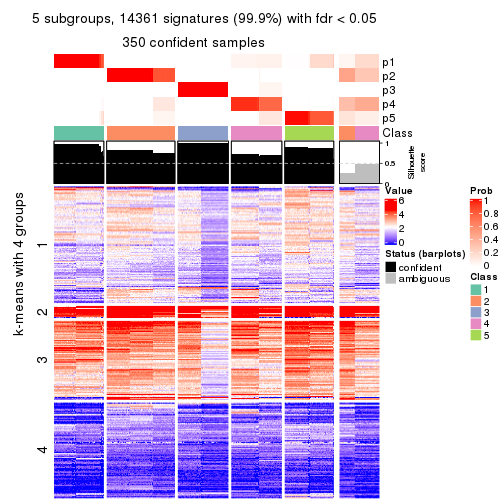 5 subgroups, 14361 signatures (99.9%) with fdr < 0.05
350 confident samples
p1
p2
p3
p4
p5
Class
1
0.5
0
Silhouette
score
k-means with 4 groups
1
2
3
4
Value
6
4
2
0
Status (barplots)
confident
ambiguous
Prob
1
0.8
0.6
0.4
0.2
0
Class
1
2
3
4
5